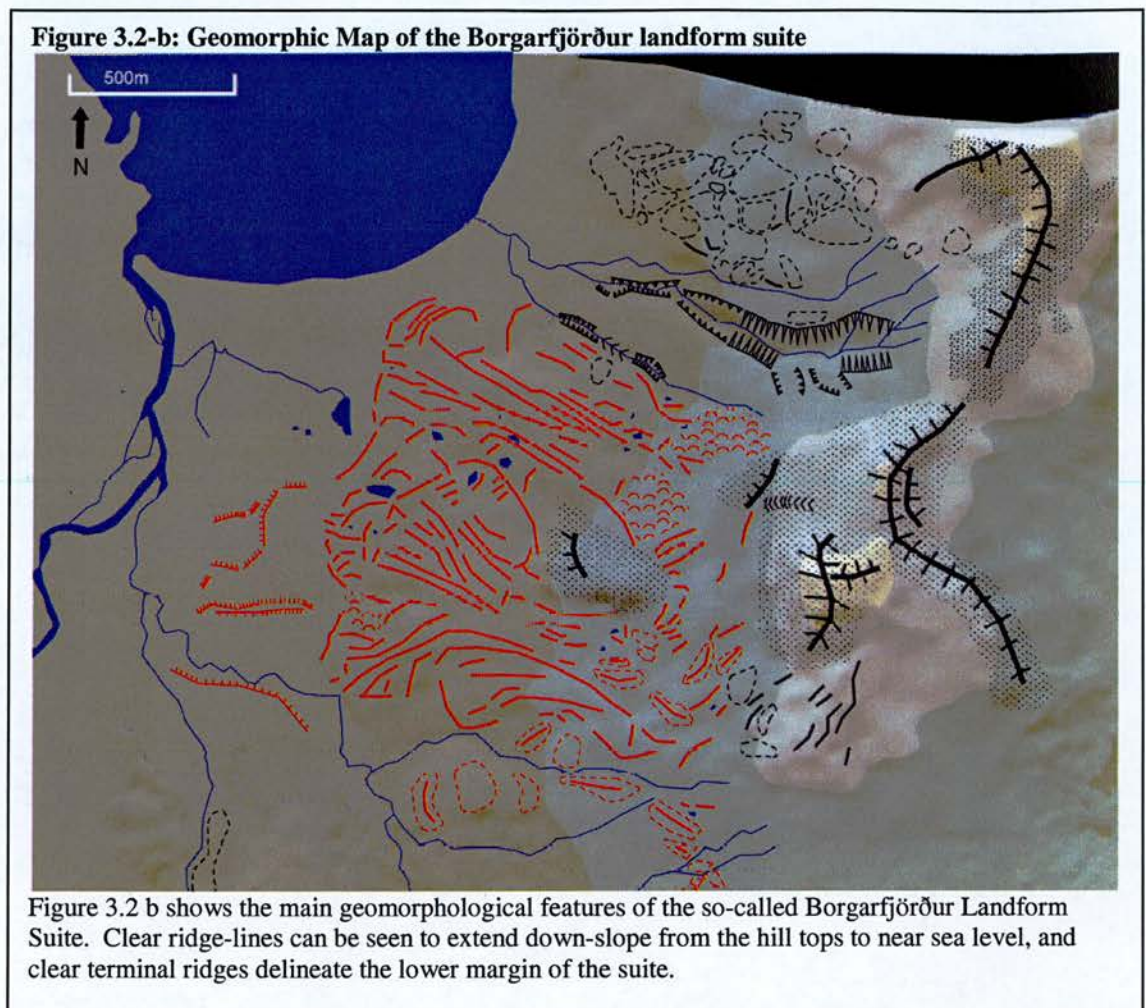 Figure 3.2-b: Geomorphic Map of the Borgarfjörður landform suite
500m
N
Figure 3.2 b shows the main geomorphological features of the so-called Borgarfjörður Landform
Suite.  Clear ridge-lines can be seen to extend down-slope from the hill tops to near sea level, and
clear terminal ridges delineate the lower margin of the suite.